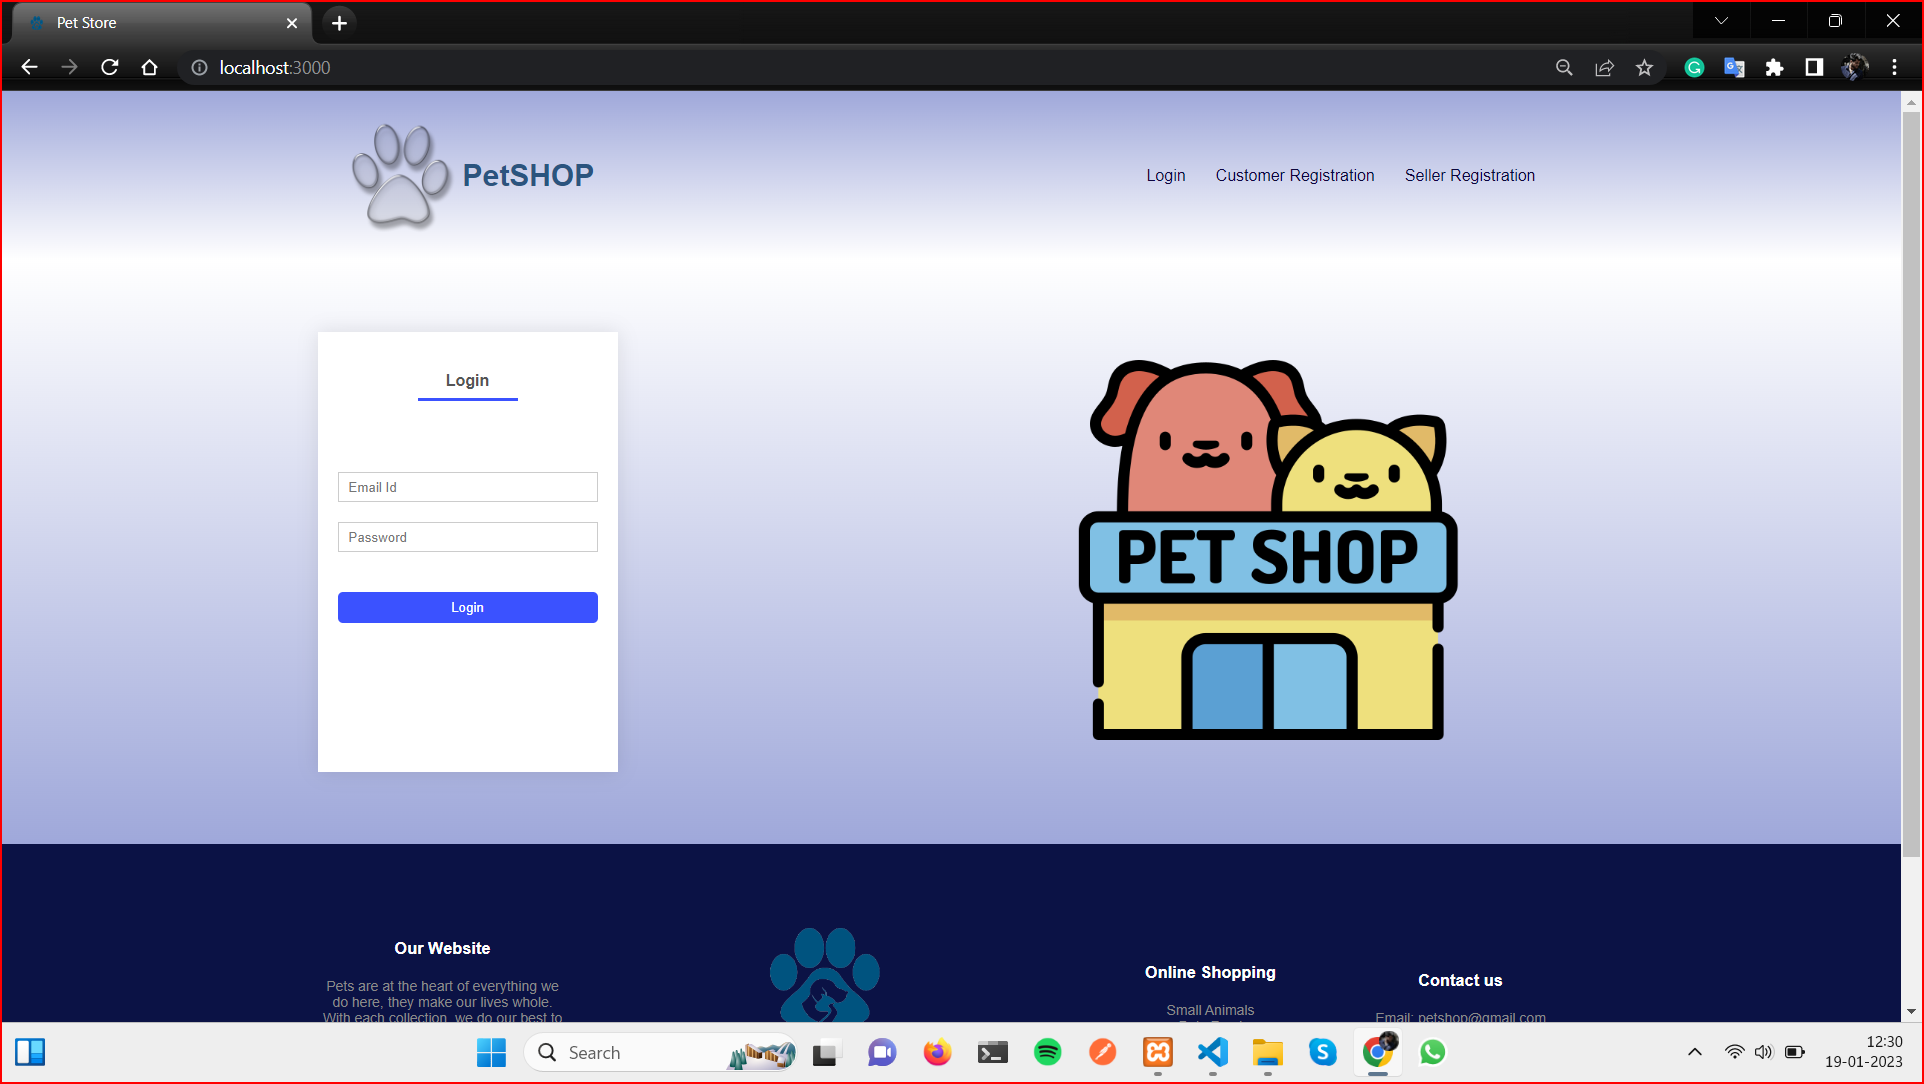 Pet Store
localhost:3000
PetSHOP
Login
Customer Registration
Seller Registration
Login
Email Id
Password
Login
PET SHOP
Our Website
Pets are at the heart of everything we
do here, they make our lives whole.
With each collection, we do our best to
Online Shopping
Small Animals
Contact us
Email: petshop@gmail.com
Search
12:30
19-01-2023